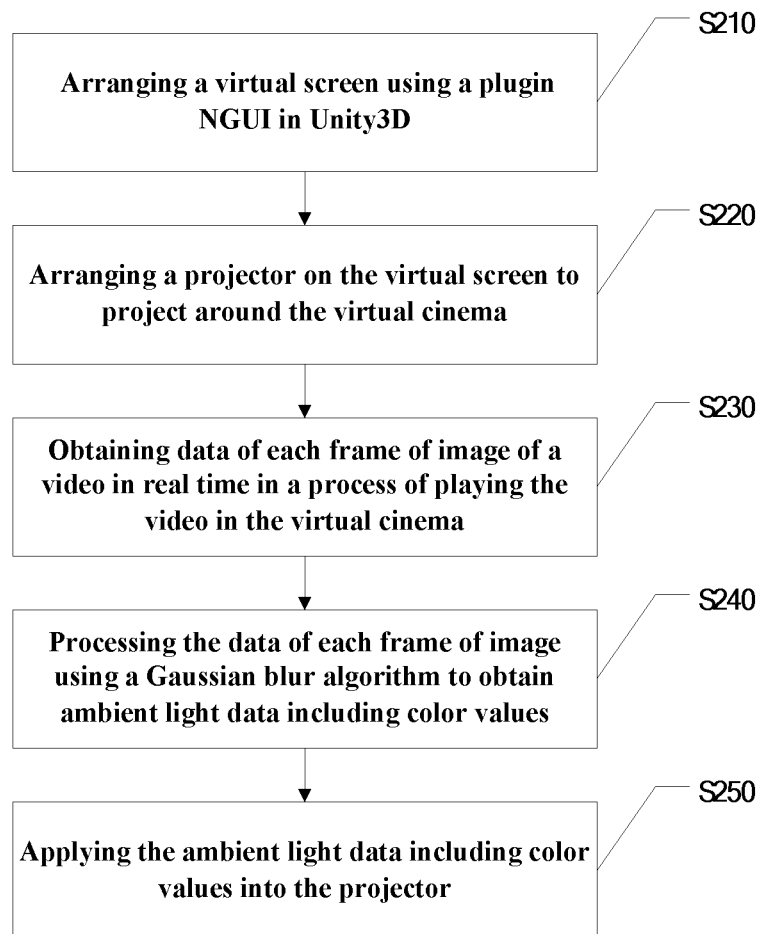 S210
Arranging a virtual screen using a plugin
NGUI in Unity3D
S220
Arranging a projector on the virtual screen to
project around the virtual cinema
S230
Obtaining data of each frame of image of a
video in real time in a process of playing the
video in the virtual cinema
S240
Processing the data of each frame of image
using a Gaussian blur algorithm to obtain
ambient light data including color values
S250
Applying the ambient light data including color
values into the projector